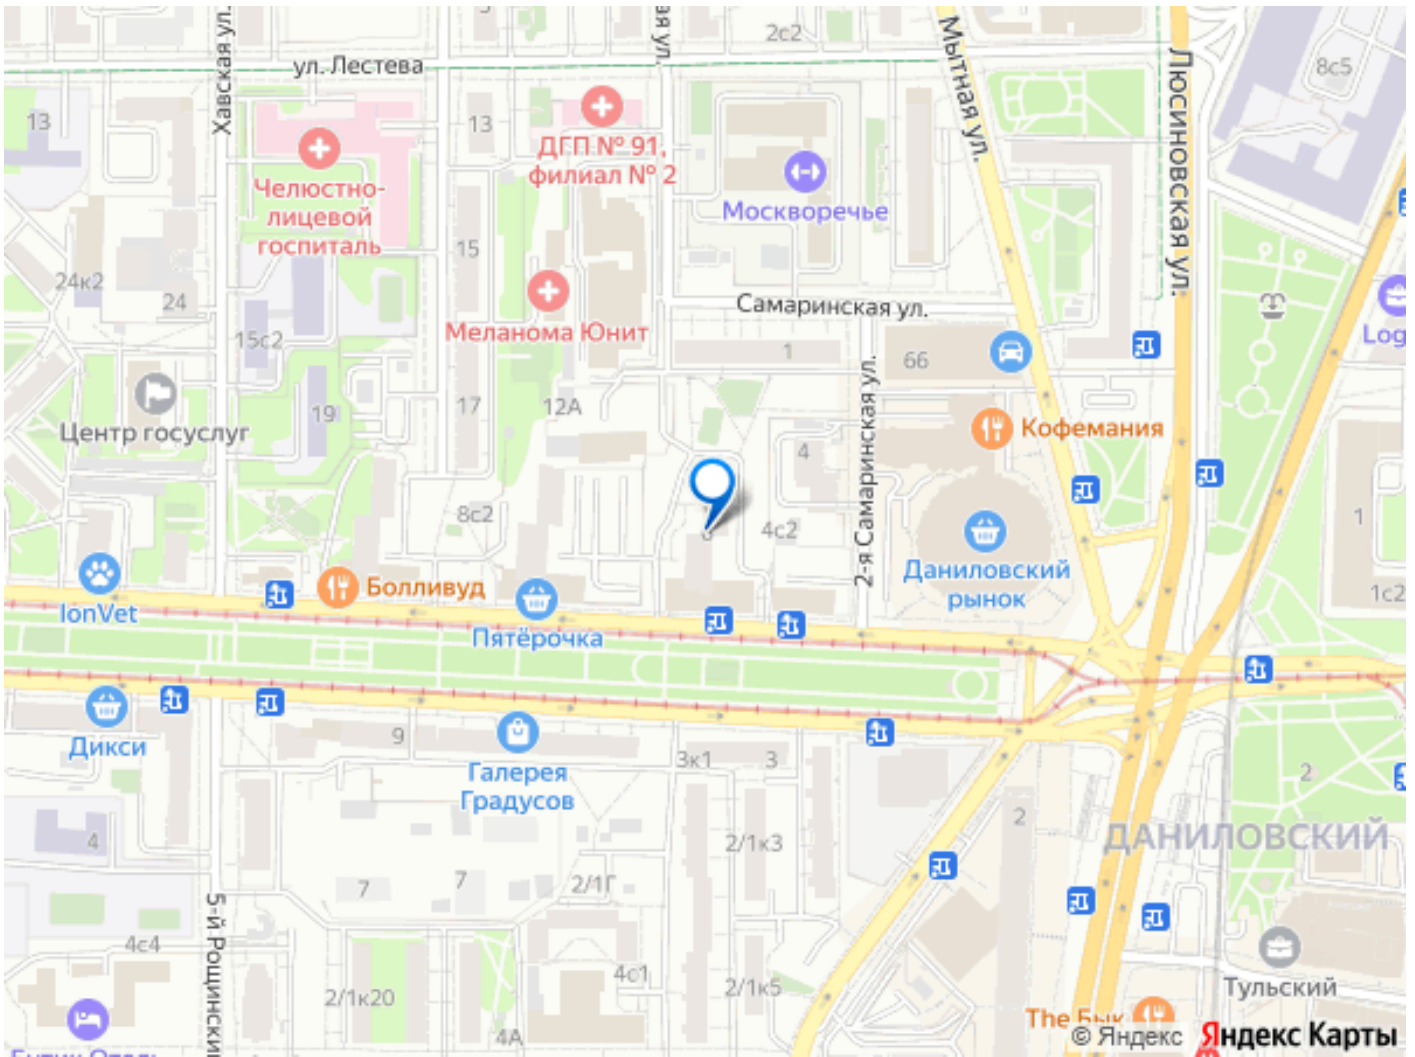 Хавская ул.
ул. Лестева
5
2с2
Мытная ул.
Люсиновская ул.
8с5
13
13
ДГП № 91,
филиал № 2
Челюстно-
лицевой
госпиталь
Москворечье
15
24к2
24
Меланома Юнит
Самаринская ул.
15с2
1
66
Log
Центр госуслуг
19
17
12А
Кофемания
4
2-я Самаринская ул.
8с2
4с2
1
Даниловский
рынок
1с2
IonVet
Болливуд
Пятёрочка
Дикси
9
Галерея
Градусов
3к1
3
2
4
2/1к3
2
ДАНИЛОВСКИЙ
7
7
2/1Г
5-й Рощинский
4с4
2/1к20
4с1
2/1к5
Тульский
4А
The Бык
© Яндекс
Яндекс Карты